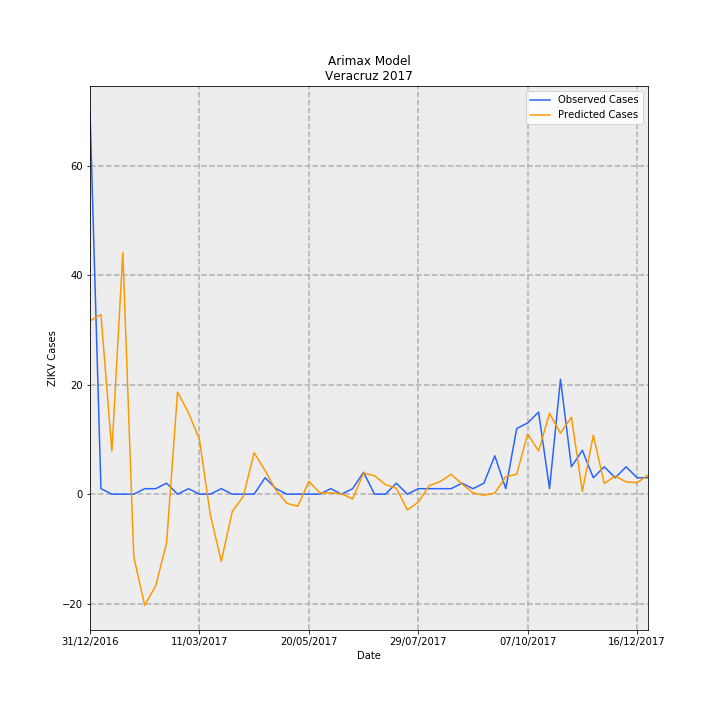 Arimax Model
Veracruz 2017
Observed Cases
Predicted Cases
ZIKV Cases
60
40
20
0
−20
31/12/2016
11/03/2017
20/05/2017
29/07/2017
07/10/2017
16/12/2017
Date